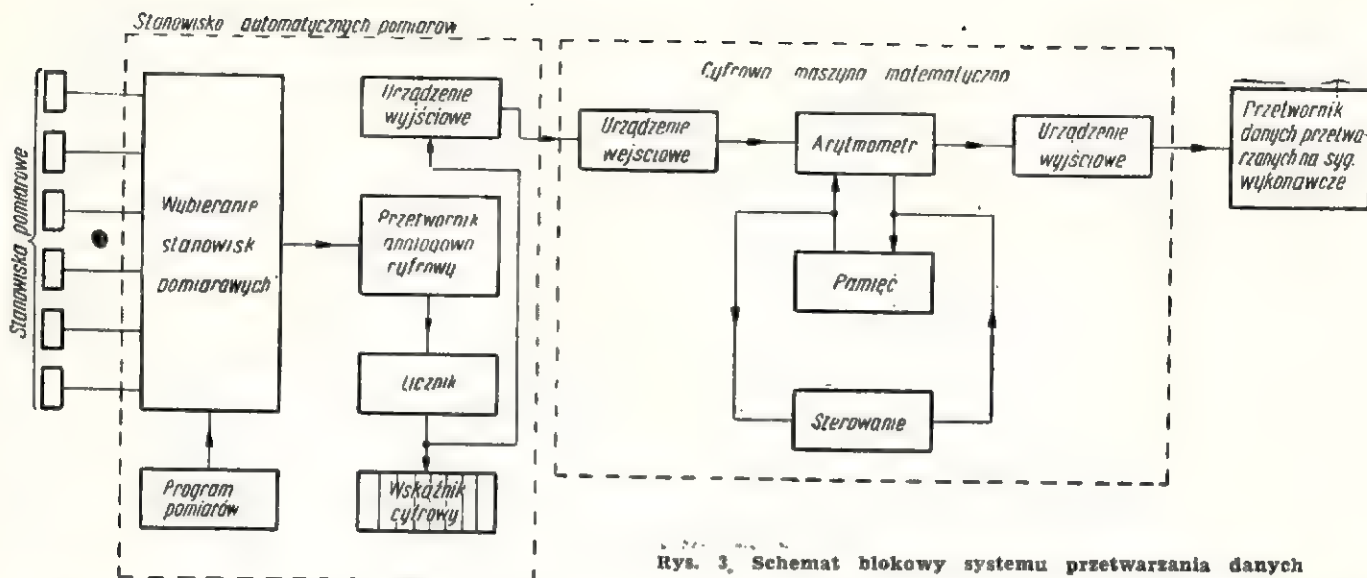 Stanowisko automatycznych pomiarów
Stanowiska pomiarowe
Wybieranie
stanowisk
pomiarowych
Program
pomiarów
Urządzenie
wyjściowe
Przetwornik
analogowo
cyfrowy
Licznik
Wskaźnik
cyfrowy
Cyfrowa maszyna matematyczna
Urządzenie
wejściowe
Arytmometr
Urządzenie
wyjściowe
Pamięć
Sterowanie
Przetwornik
danych przetwo-
rzanych na syg.
wykonawcze
Rys. 3. Schemat blokowy systemu przetwarzania danych